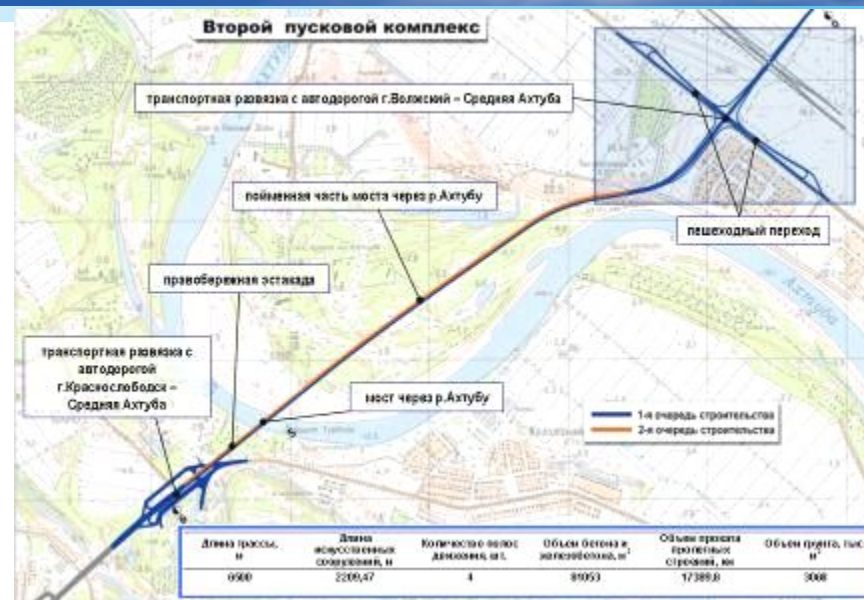 Второй пусковой комплекс
транспортная развязка с автодорогой г.Волжский – Средняя Ахтуба
пойменная часть моста через р.Ахтубу
пешеходный переход
правобережная эстакада
Ахтуба
транспортная развязка с
автодорогой
г.Краснослободск –
Средняя Ахтуба
мост через р.Ахтубу
1-я очередь строительства
2-я очередь строительства
Длина трассы, м
Длина искусственных сооружений, м
Количество полос движения, шт.
Объем бетона и железобетона, м³
Объем проката пролетных строений,
Объем грунта, тыс. м³
6500 2209,47 4 81053 17389,8 3068